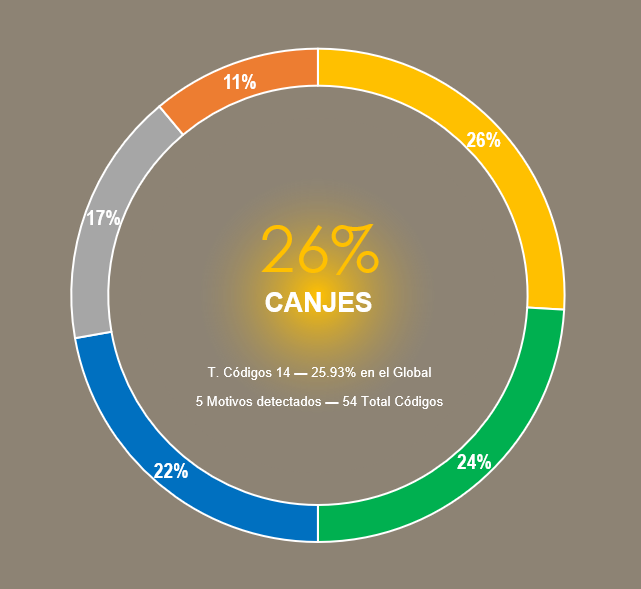 11%
26%
17%
26%
CANJES
T. Códigos 14 — 25.93% en el Global
5 Motivos detectados — 54 Total Códigos
24%
22%